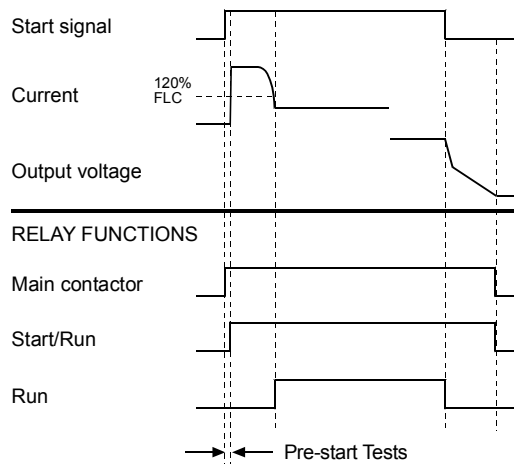 Start signal
Current
120%
FLC
Output voltage
RELAY FUNCTIONS
Main contactor
Start/Run
Run
Pre-start Tests